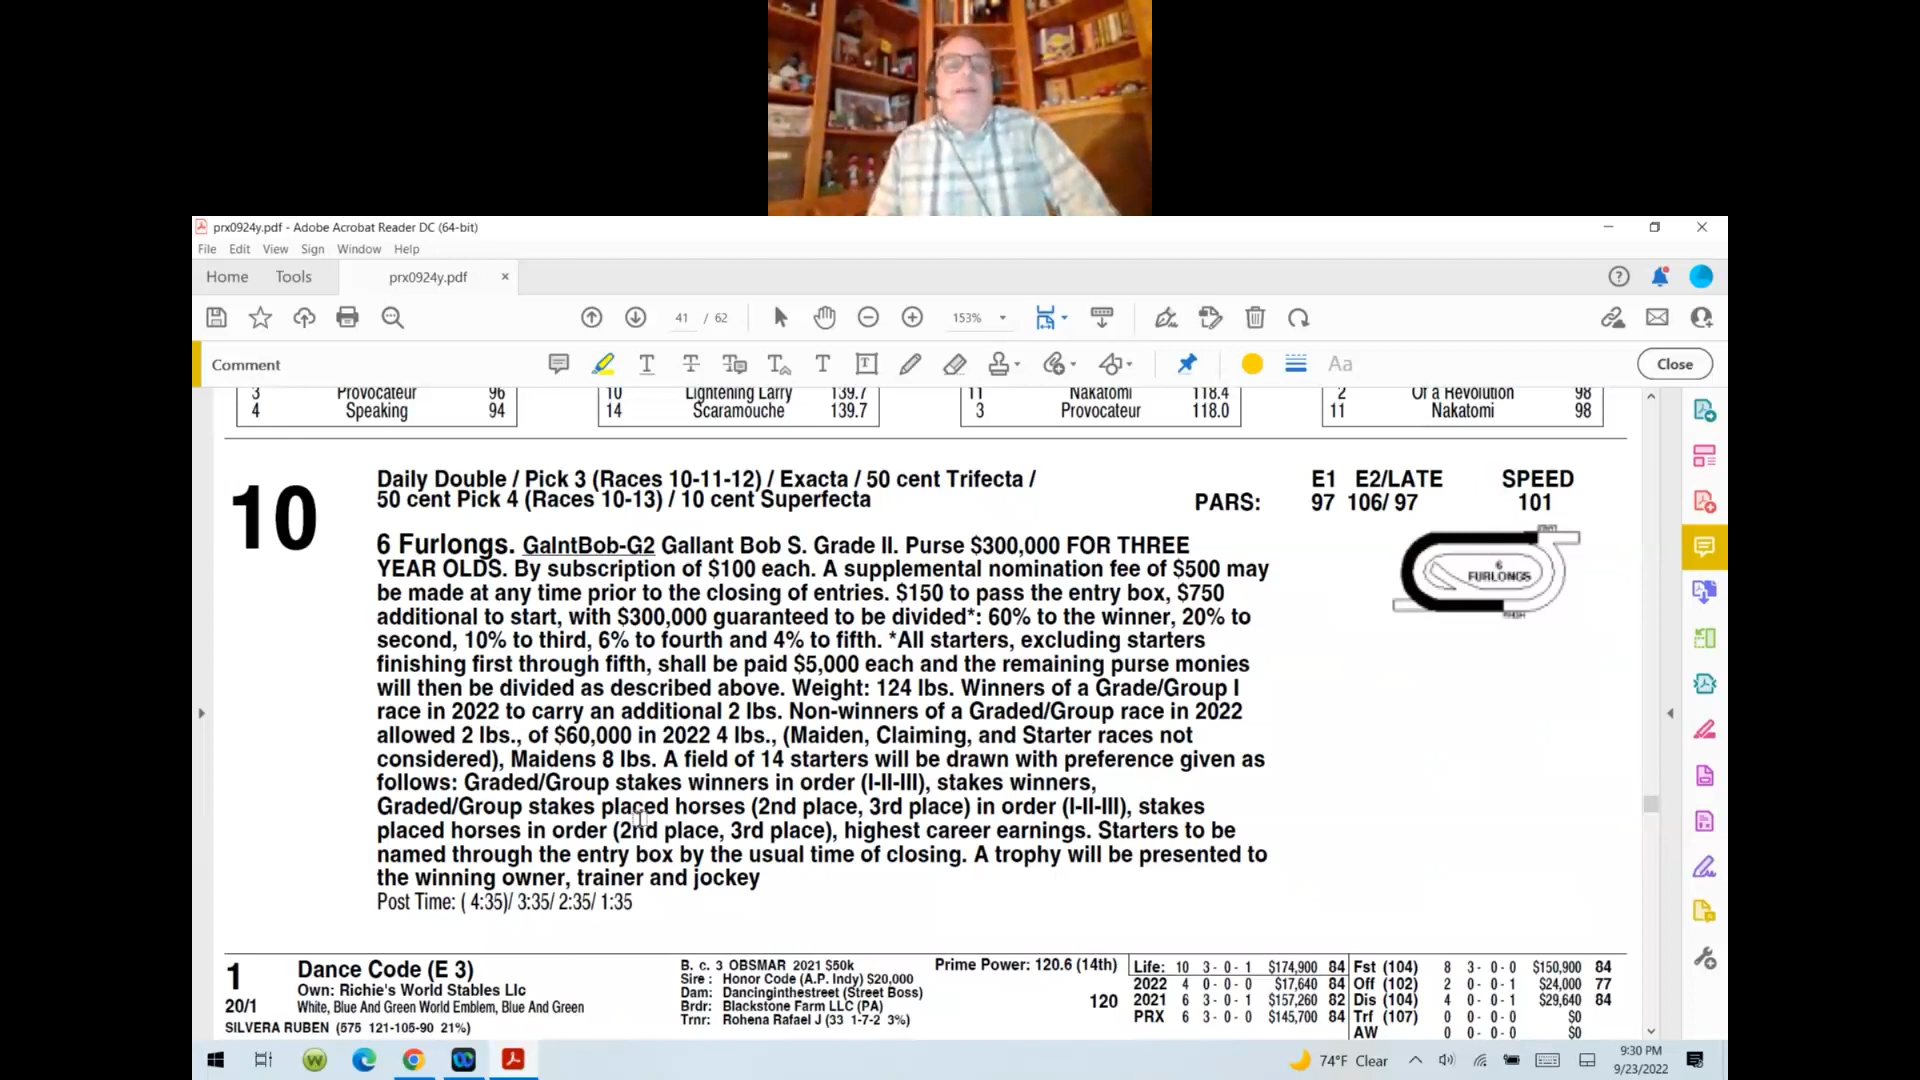 prx0924y.pdf - Adobe Acrobat Reader DC (64-bit)
File Edit View Sign Window Help
Home Tools prx0924y.pdf
41 / 62 153%
Comment Close
3 Provocateur 96 10 Lightening Larry 139.7 11 Nakatomi 118.4 2 Of a Revolution 98
4 Speaking 94 14 Scaramouche 139.7 3 Provocateur 118.0 11 Nakatomi 98
10
Daily Double / Pick 3 (Races 10-11-12) / Exacta / 50 cent Trifecta /
50 cent Pick 4 (Races 10-13) / 10 cent Superfecta
E1 E2/LATE SPEED
PARS: 97 106/ 97 101
6 Furlongs. GalntBob-G2 Gallant Bob S. Grade II. Purse $300,000 FOR THREE
YEAR OLDS. By subscription of $100 each. A supplemental nomination fee of $500 may
be made at any time prior to the closing of entries. $150 to pass the entry box, $750
additional to start, with $300,000 guaranteed to be divided*: 60% to the winner, 20% to
second, 10% to third, 6% to fourth and 4% to fifth. *All starters, excluding starters
finishing first through fifth, shall be paid $5,000 each and the remaining purse monies
will then be divided as described above. Weight: 124 lbs. Winners of a Grade/Group I
race in 2022 to carry an additional 2 lbs. Non-winners of a Graded/Group race in 2022
allowed 2 lbs., of $60,000 in 2022 4 lbs., (Maiden, Claiming, and Starter races not
considered), Maidens 8 lbs. A field of 14 starters will be drawn with preference given as
follows: Graded/Group stakes winners in order (I-II-III), stakes winners,
Graded/Group stakes placed horses (2nd place, 3rd place) in order (I-II-III), stakes
placed horses in order (2nd place, 3rd place), highest career earnings. Starters to be
named through the entry box by the usual time of closing. A trophy will be presented to
the winning owner, trainer and jockey
Post Time: ( 4:35)/ 3:35/ 2:35/ 1:35
6
FURLONGS
1
20/1
Dance Code (E 3)
Own: Richie's World Stables Llc
White, Blue And Green World Emblem, Blue And Green
SILVERA RUBEN (575 121-105-90 21%)
B. c. 3 OBSMAR 2021 $50k
Sire : Honor Code (A.P. Indy) $20,000
Dam: Dancinginthestreet (Street Boss)
Brdr: Blackstone Farm LLC (PA)
Trnr: Rohena Rafael J (33 1-7-2 3%)
Prime Power: 120.6 (14th)
120
Life: 10 3 - 0 - 1 $174,900 84
2022 4 0 - 0 - 0 $17,640 84
2021 6 3 - 0 - 1 $157,260 82
PRX 6 3 - 0 - 0 $145,700 84
Fst (104) 8 3 - 0 - 0 $150,900 84
Off (102) 2 0 - 0 - 1 $24,000 77
Dis (104) 4 0 - 0 - 1 $29,640 84
Trf (107) 0 0 - 0 - 0 $0
AW 0 0 - 0 - 0 $0
74°F Clear
9:30 PM
9/23/2022